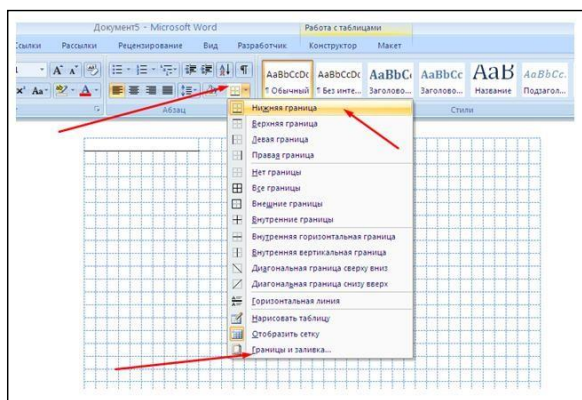 Документ5 - Microsoft Word
Работа с таблицами
Ссылки Рассылки Рецензирование Вид Разработчик Конструктор Макет
Aa
AaBbCcDc AaBbCcDc AaBbC AaBbCc АаВ AaBbCc.
¶ Обычный ¶ Без инте... Заголово... Заголово... Название Подзагол...
Абзац Стили
Нижняя граница
Верхняя граница
Левая граница
Правая граница
Нет границы
Все границы
Внешние границы
Внутренние границы
Внутренняя горизонтальная граница
Внутренняя вертикальная граница
Диагональная граница сверху вниз
Диагональная граница снизу вверх
Горизонтальная линия
Нарисовать таблицу
Отобразить сетку
Границы и заливка...